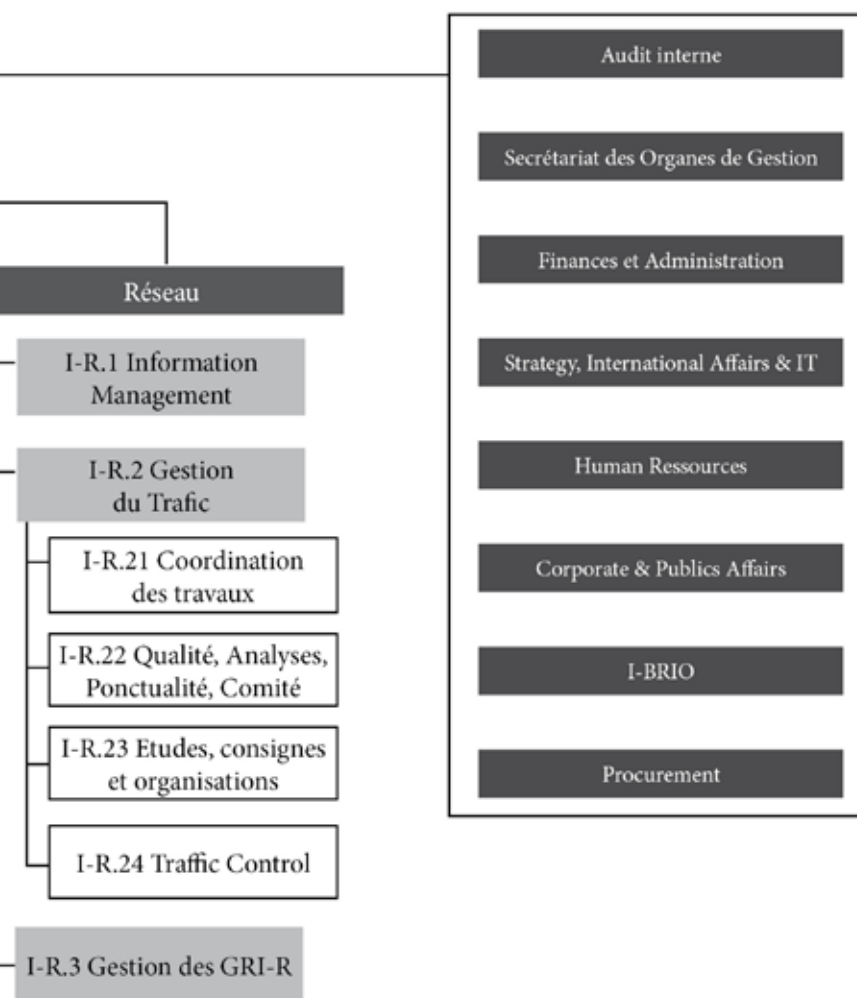 Réseau
I-R.1 Information
Management
I-R.2 Gestion
du Trafic
I-R.21 Coordination
des travaux
I-R.22 Qualité, Analyses,
Ponctualité, Comité
I-R.23 Etudes, consignes
et organisations
I-R.24 Traffic Control
I-R.3 Gestion des GRI-R
Audit interne
Secrétariat des Organes de Gestion
Finances et Administration
Strategy, International Affairs & IT
Human Ressources
Corporate & Publics Affairs
I-BRIO
Procurement